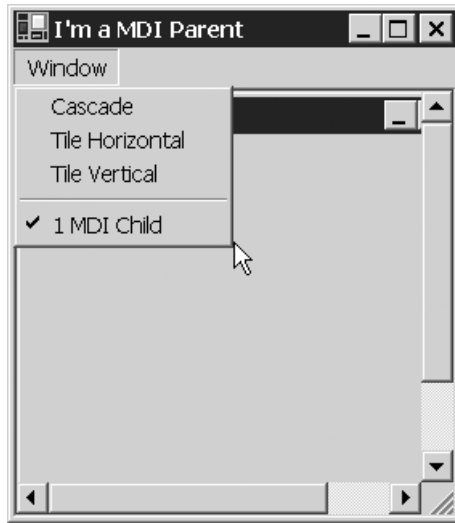 I'm a MDI Parent
Window
Cascade
Tile Horizontal
Tile Vertical
1 MDI Child